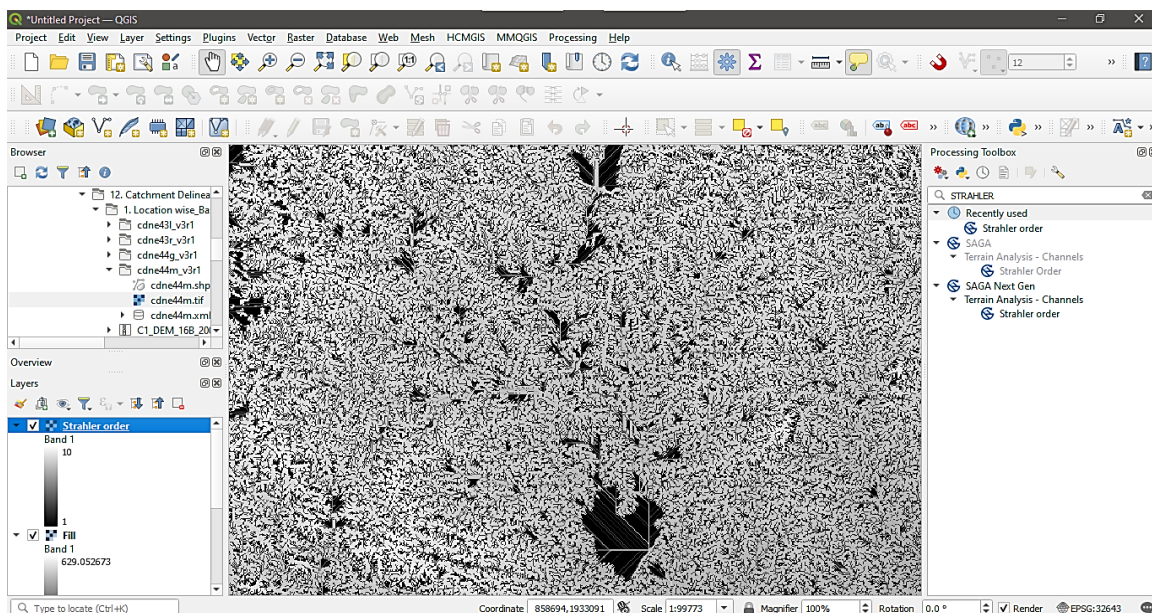 *Untitled Project — QGIS
Project Edit View Layer Settings Plugins Vector Raster Database Web Mesh HCMGIS MMQGIS Processing Help
12
Browser
12. Catchment Delinea
1. Location wise_Ba
cdne43l_v3r1
cdne43r_v3r1
cdne44g_v3r1
cdne44m_v3r1
cdne44m.shp
cdne44m.tif
cdne44m.xml
C1_DEM_16B_20
Overview
Layers
Strahler order
Band 1
10
1
Fill
Band 1
629.052673
Processing Toolbox
STRAHLER
Recently used
Strahler order
SAGA
Terrain Analysis - Channels
Strahler Order
SAGA Next Gen
Terrain Analysis - Channels
Strahler order
Type to locate (Ctrl+K)
Coordinate 858694,1933091 Scale 1:99773 Magnifier 100% Rotation 0.0 ° Render EPSG:32643